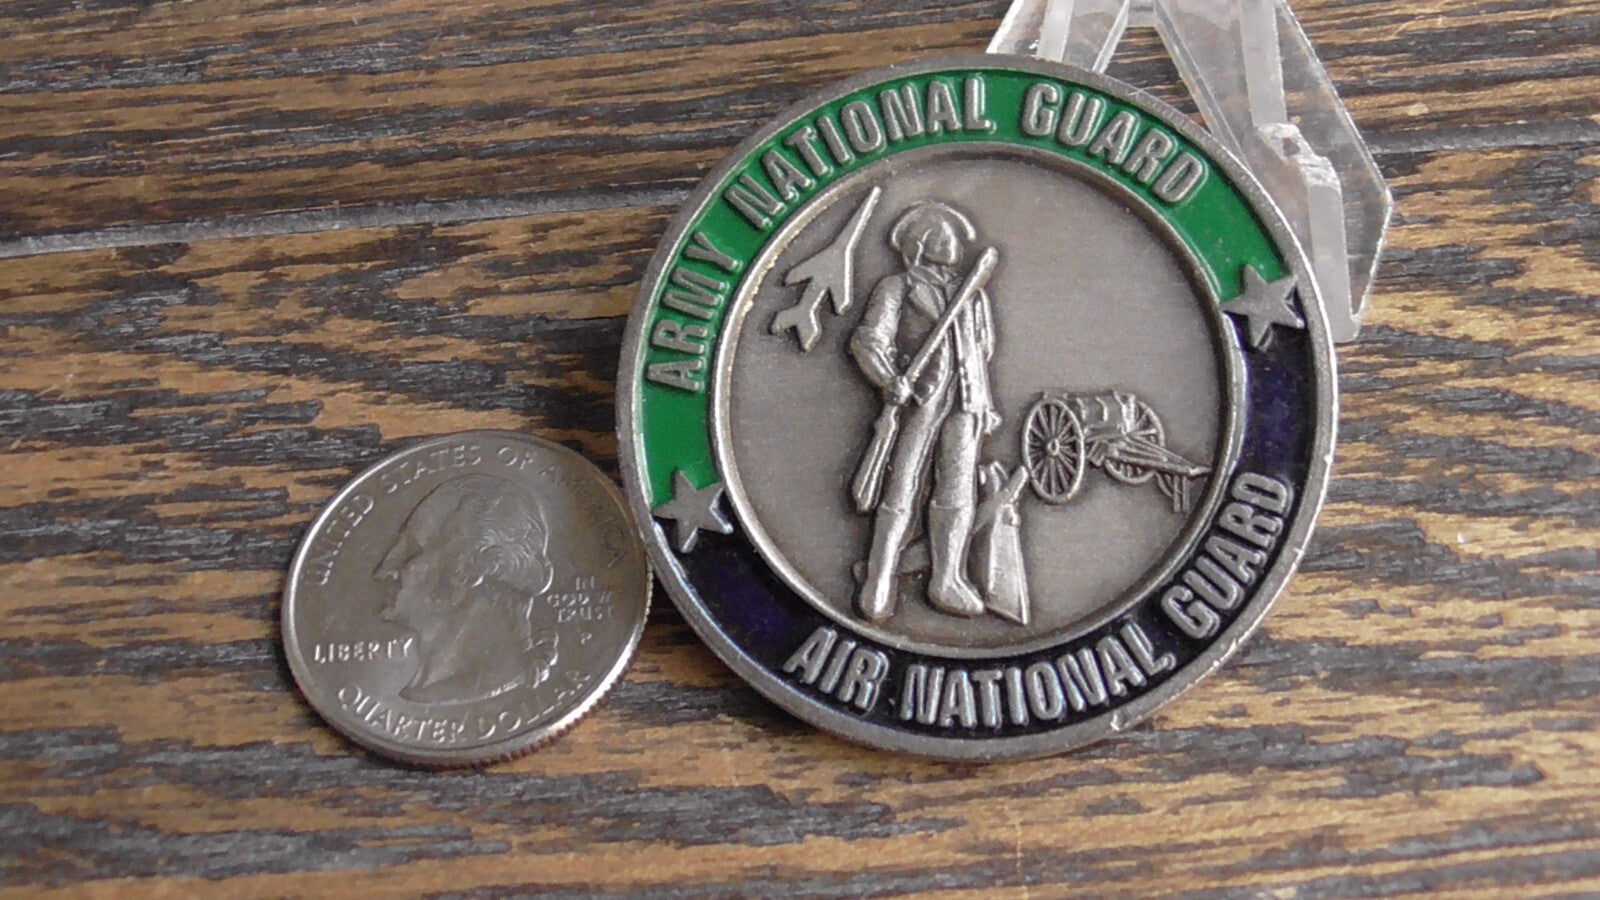 ARMY NATIONAL GUARD
AIR NATIONAL GUARD
UNITED STATES OF AMERICA
LIBERTY
IN
GOD WE
TRUST
P
QUARTER DOLLAR